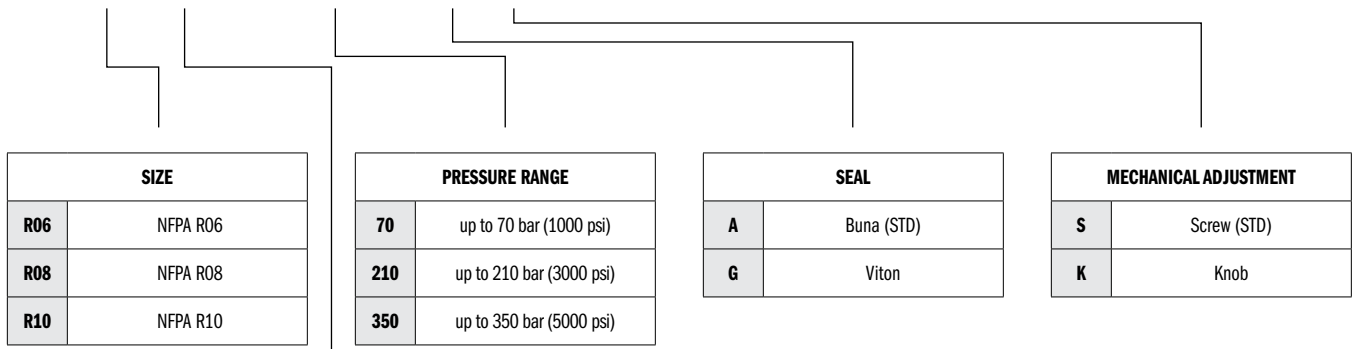 SIZE
R06 NFPA R06
R08 NFPA R08
R10 NFPA R10
PRESSURE RANGE
70 up to 70 bar (1000 psi)
210 up to 210 bar (3000 psi)
350 up to 350 bar (5000 psi)
SEAL
A Buna (STD)
G Viton
MECHANICAL ADJUSTMENT
S Screw (STD)
K Knob